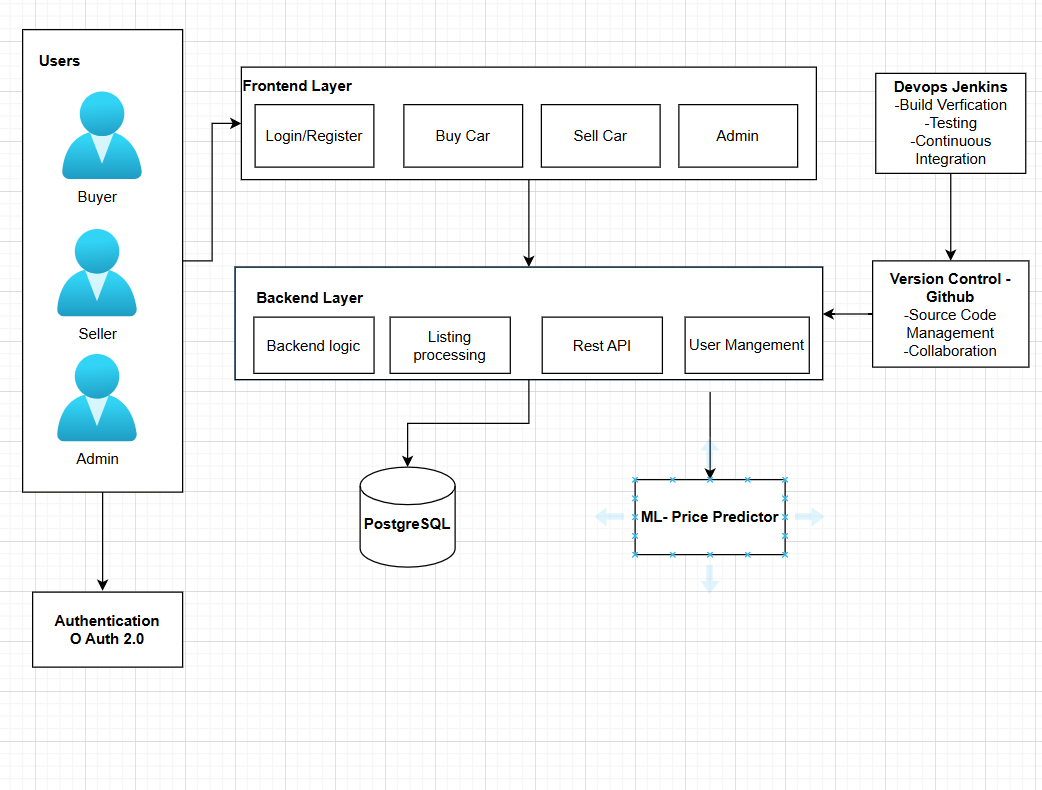 Users
Buyer
Seller
Admin
Frontend Layer
Login/Register
Buy Car
Sell Car
Admin
Devops Jenkins
-Build Verfication
-Testing
-Continuous
Integration
Backend Layer
Backend logic
Listing
processing
Rest API
User Mangement
Version Control -
Github
-Source Code
Management
-Collaboration
PostgreSQL
ML- Price Predictor
Authentication
O Auth 2.0